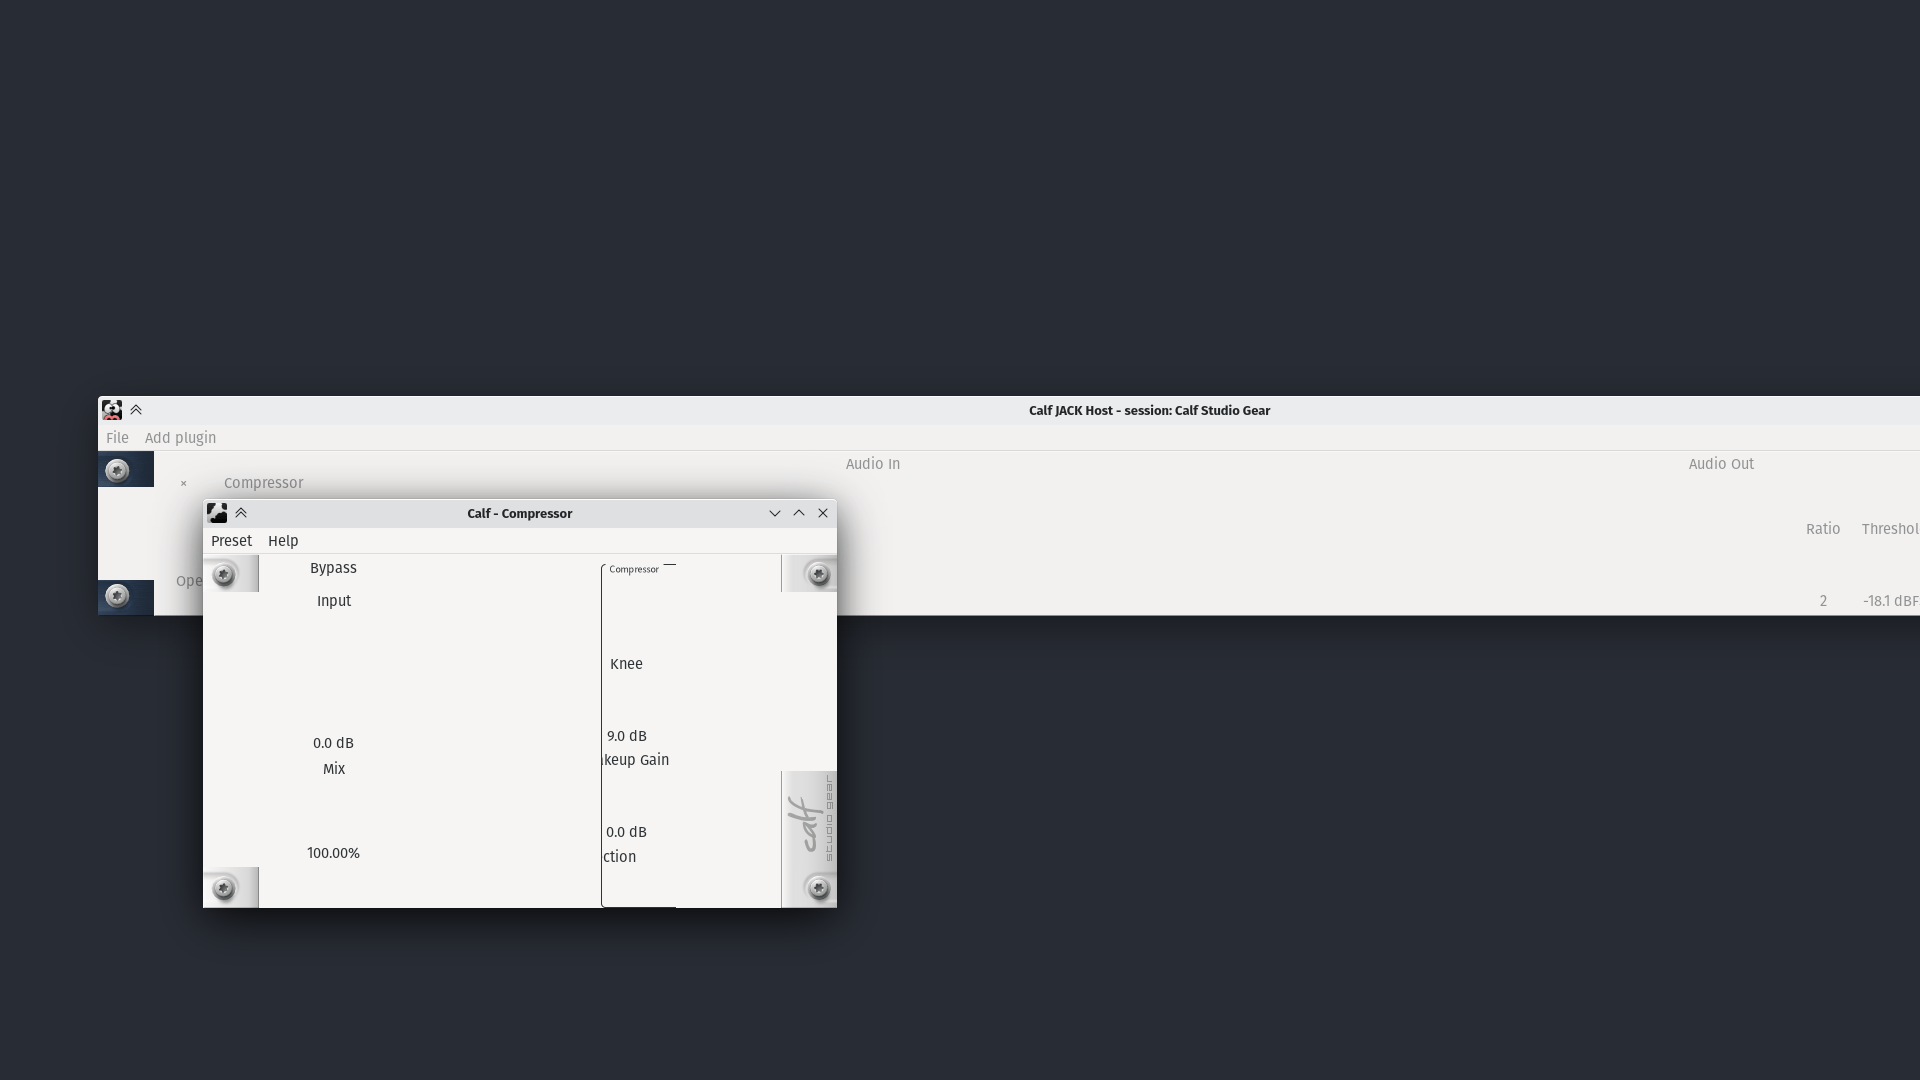 Calf JACK Host - session: Calf Studio Gear
File Add plugin
Audio In Audio Out
× Compressor
Ratio Threshol
Ope
2 -18.1 dBF
Calf - Compressor
Preset Help
Bypass
Input
0.0 dB
Mix
100.00%
Compressor
Knee
9.0 dB
keup Gain
0.0 dB
ction
calf
studio gear